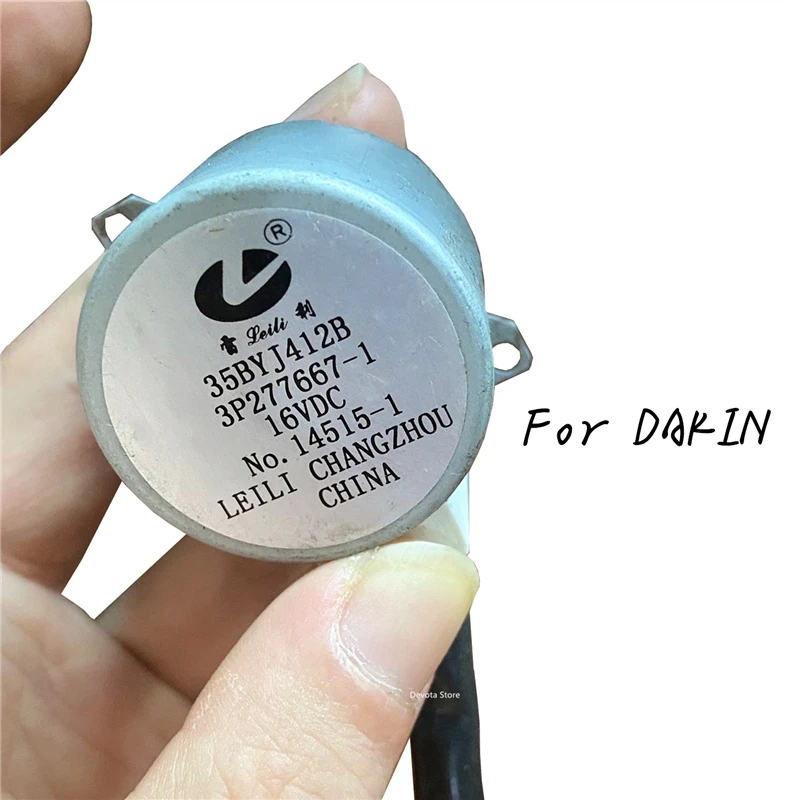 ®
雷 Leili 利
35BYJ412B
3P277667-1
16VDC
No.14515-1
LEILI CHANGZHOU
CHINA
For DAKIN
Devota Store